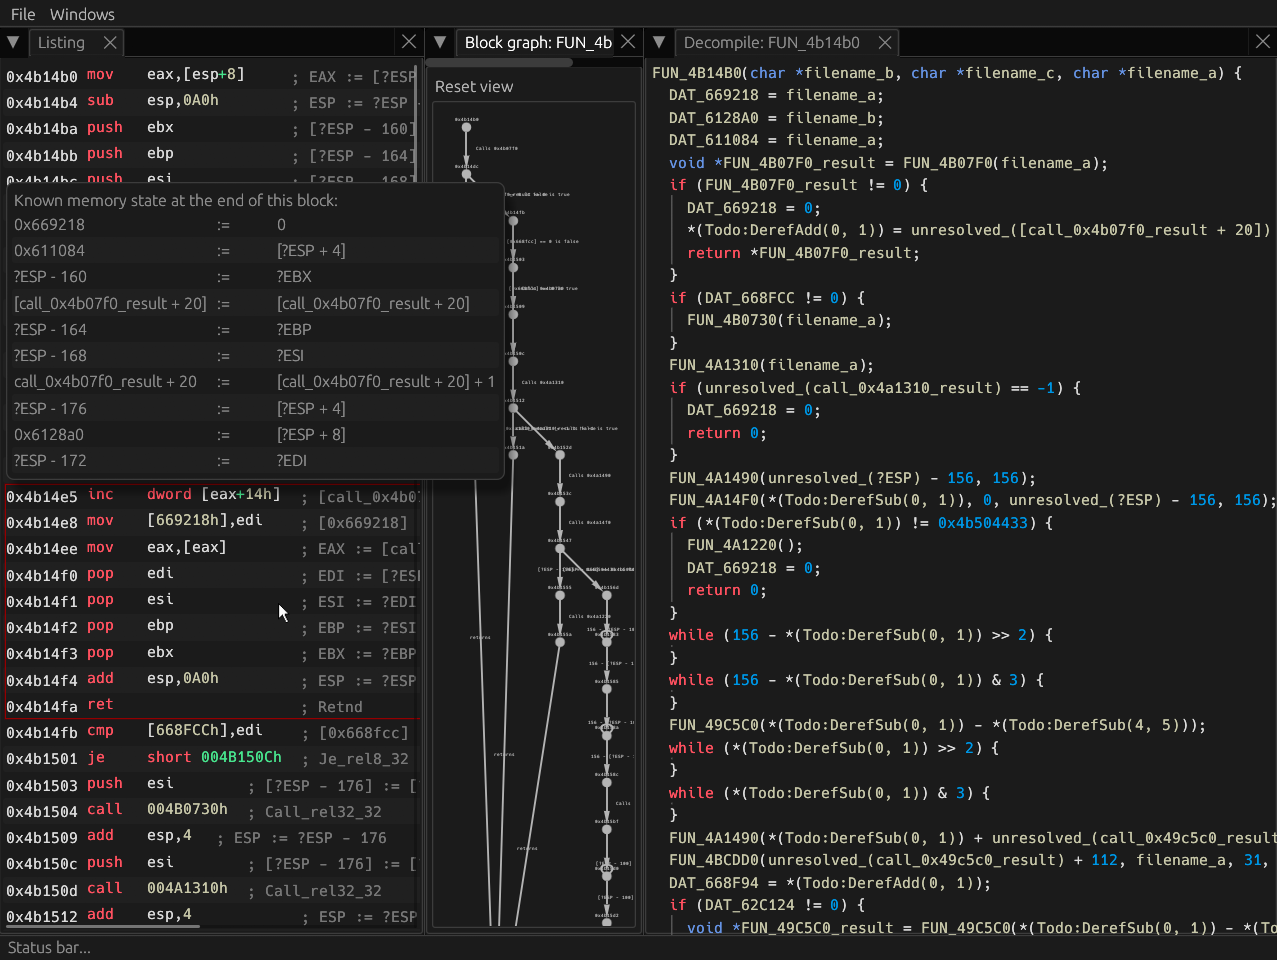 File Windows
Listing
Block graph: FUN_4b
Decompile: FUN_4b14b0
0x4b14b0 mov eax,[esp+8] ; EAX := [?ESP
0x4b14b4 sub esp,0A0h ; ESP := ?ESP
0x4b14ba push ebx ; [?ESP - 160]
0x4b14bb push ebp ; [?ESP - 164]
0x4b14bc push esi ; [?ESP - 168]
Known memory state at the end of this block:
0x669218 := 0
0x611084 := [?ESP + 4]
?ESP - 160 := ?EBX
[call_0x4b07f0_result + 20] := [call_0x4b07f0_result + 20]
?ESP - 164 := ?EBP
?ESP - 168 := ?ESI
call_0x4b07f0_result + 20 := [call_0x4b07f0_result + 20] + 1
?ESP - 176 := [?ESP + 4]
0x6128a0 := [?ESP + 8]
?ESP - 172 := ?EDI
0x4b14e5 inc dword [eax+14h] ; [call_0x4b0
0x4b14e8 mov [669218h],edi ; [0x669218]
0x4b14ee mov eax,[eax] ; EAX := [cal
0x4b14f0 pop edi ; EDI := [?ES
0x4b14f1 pop esi ; ESI := ?EDI
0x4b14f2 pop ebp ; EBP := ?ESI
0x4b14f3 pop ebx ; EBX := ?EBP
0x4b14f4 add esp,0A0h ; ESP := ?ESP
0x4b14fa ret ; Retnd
0x4b14fb cmp [668FCCh],edi ; [0x668fcc]
0x4b1501 je short 004B150Ch ; Je_rel8_32
0x4b1503 push esi ; [?ESP - 176] := [
0x4b1504 call 004B0730h ; Call_rel32_32
0x4b1509 add esp,4 ; ESP := ?ESP - 176
0x4b150c push esi ; [?ESP - 176] := [
0x4b150d call 004A1310h ; Call_rel32_32
0x4b1512 add esp,4 ; ESP := ?ESP
Reset view
0x4b14b0
Calls 0x4b07f0
Calls 0x4a1310
Calls 0x4a1490
Calls 0x4a14f0
Calls 0x4a1220
returns
returns
returns
Calls
FUN_4B14B0(char *filename_b, char *filename_c, char *filename_a) {
DAT_669218 = filename_a;
DAT_6128A0 = filename_b;
DAT_611084 = filename_a;
void *FUN_4B07F0_result = FUN_4B07F0(filename_a);
if (FUN_4B07F0_result != 0) {
DAT_669218 = 0;
*(Todo:DerefAdd(0, 1)) = unresolved_([call_0x4b07f0_result + 20])
return *FUN_4B07F0_result;
}
if (DAT_668FCC != 0) {
FUN_4B0730(filename_a);
}
FUN_4A1310(filename_a);
if (unresolved_(call_0x4a1310_result) == -1) {
DAT_669218 = 0;
return 0;
}
FUN_4A1490(unresolved_(?ESP) - 156, 156);
FUN_4A14F0(*(Todo:DerefSub(0, 1)), 0, unresolved_(?ESP) - 156, 156);
if (*(Todo:DerefSub(0, 1)) != 0x4b504433) {
FUN_4A1220();
DAT_669218 = 0;
return 0;
}
while (156 - *(Todo:DerefSub(0, 1)) >> 2) {
}
while (156 - *(Todo:DerefSub(0, 1)) & 3) {
}
FUN_49C5C0(*(Todo:DerefSub(0, 1)) - *(Todo:DerefSub(4, 5)));
while (*(Todo:DerefSub(0, 1)) >> 2) {
}
while (*(Todo:DerefSub(0, 1)) & 3) {
}
FUN_4A1490(*(Todo:DerefSub(0, 1)) + unresolved_(call_0x49c5c0_result
FUN_4BCDD0(unresolved_(call_0x49c5c0_result) + 112, filename_a, 31,
DAT_668F94 = *(Todo:DerefAdd(0, 1));
if (DAT_62C124 != 0) {
void *FUN_49C5C0_result = FUN_49C5C0(*(Todo:DerefSub(0, 1)) - *(To
Status bar...